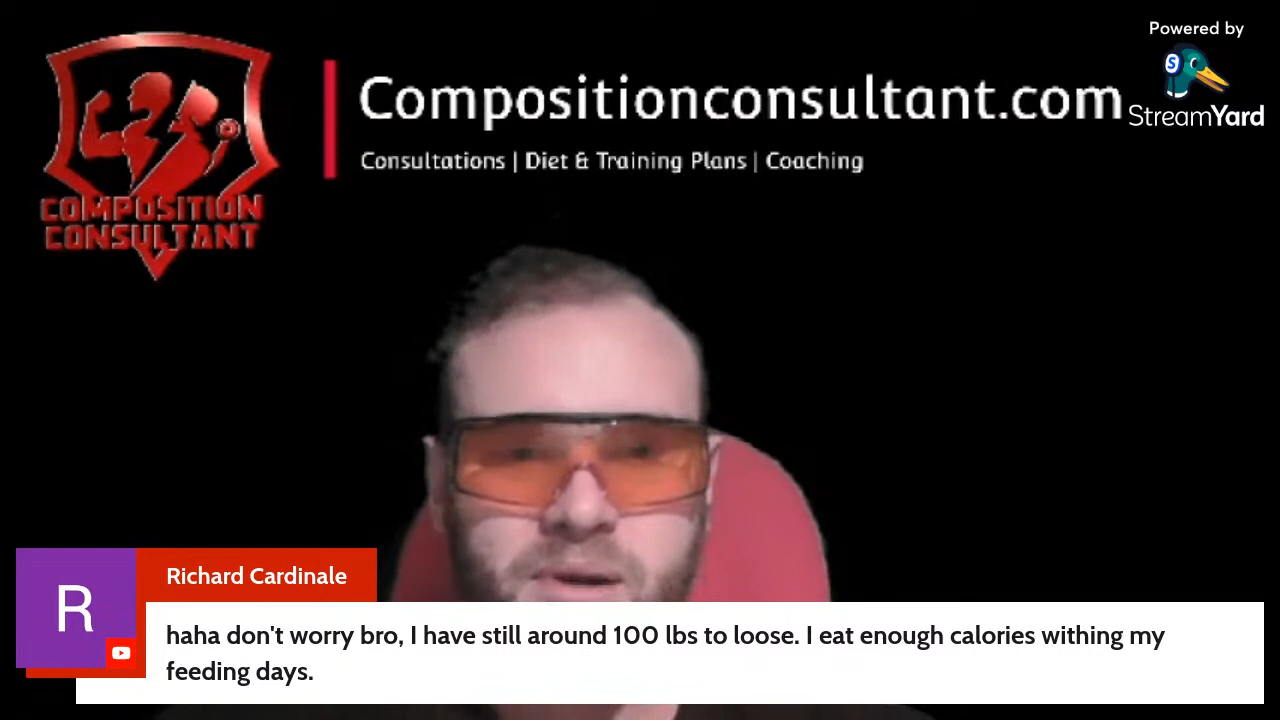 Powered by
StreamYard
Compositionconsultant.com
Consultations | Diet & Training Plans | Coaching
COMPOSITION
CONSULTANT
R
Richard Cardinale
haha don't worry bro, I have still around 100 lbs to loose. I eat enough calories withing my
feeding days.